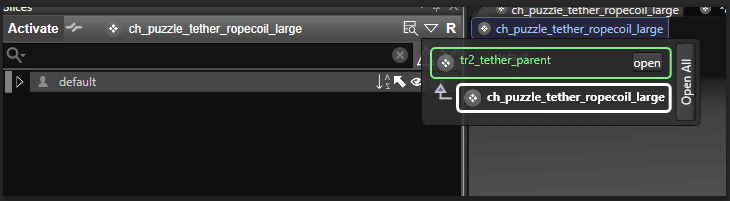 Slices
ch_puzzle_tether_ropecoil_large
Activate
ch_puzzle_tether_ropecoil_large
R
ch_puzzle_tether_ropecoil_large
default
A
Z
tr2_tether_parent
open
ch_puzzle_tether_ropecoil_large
Open All